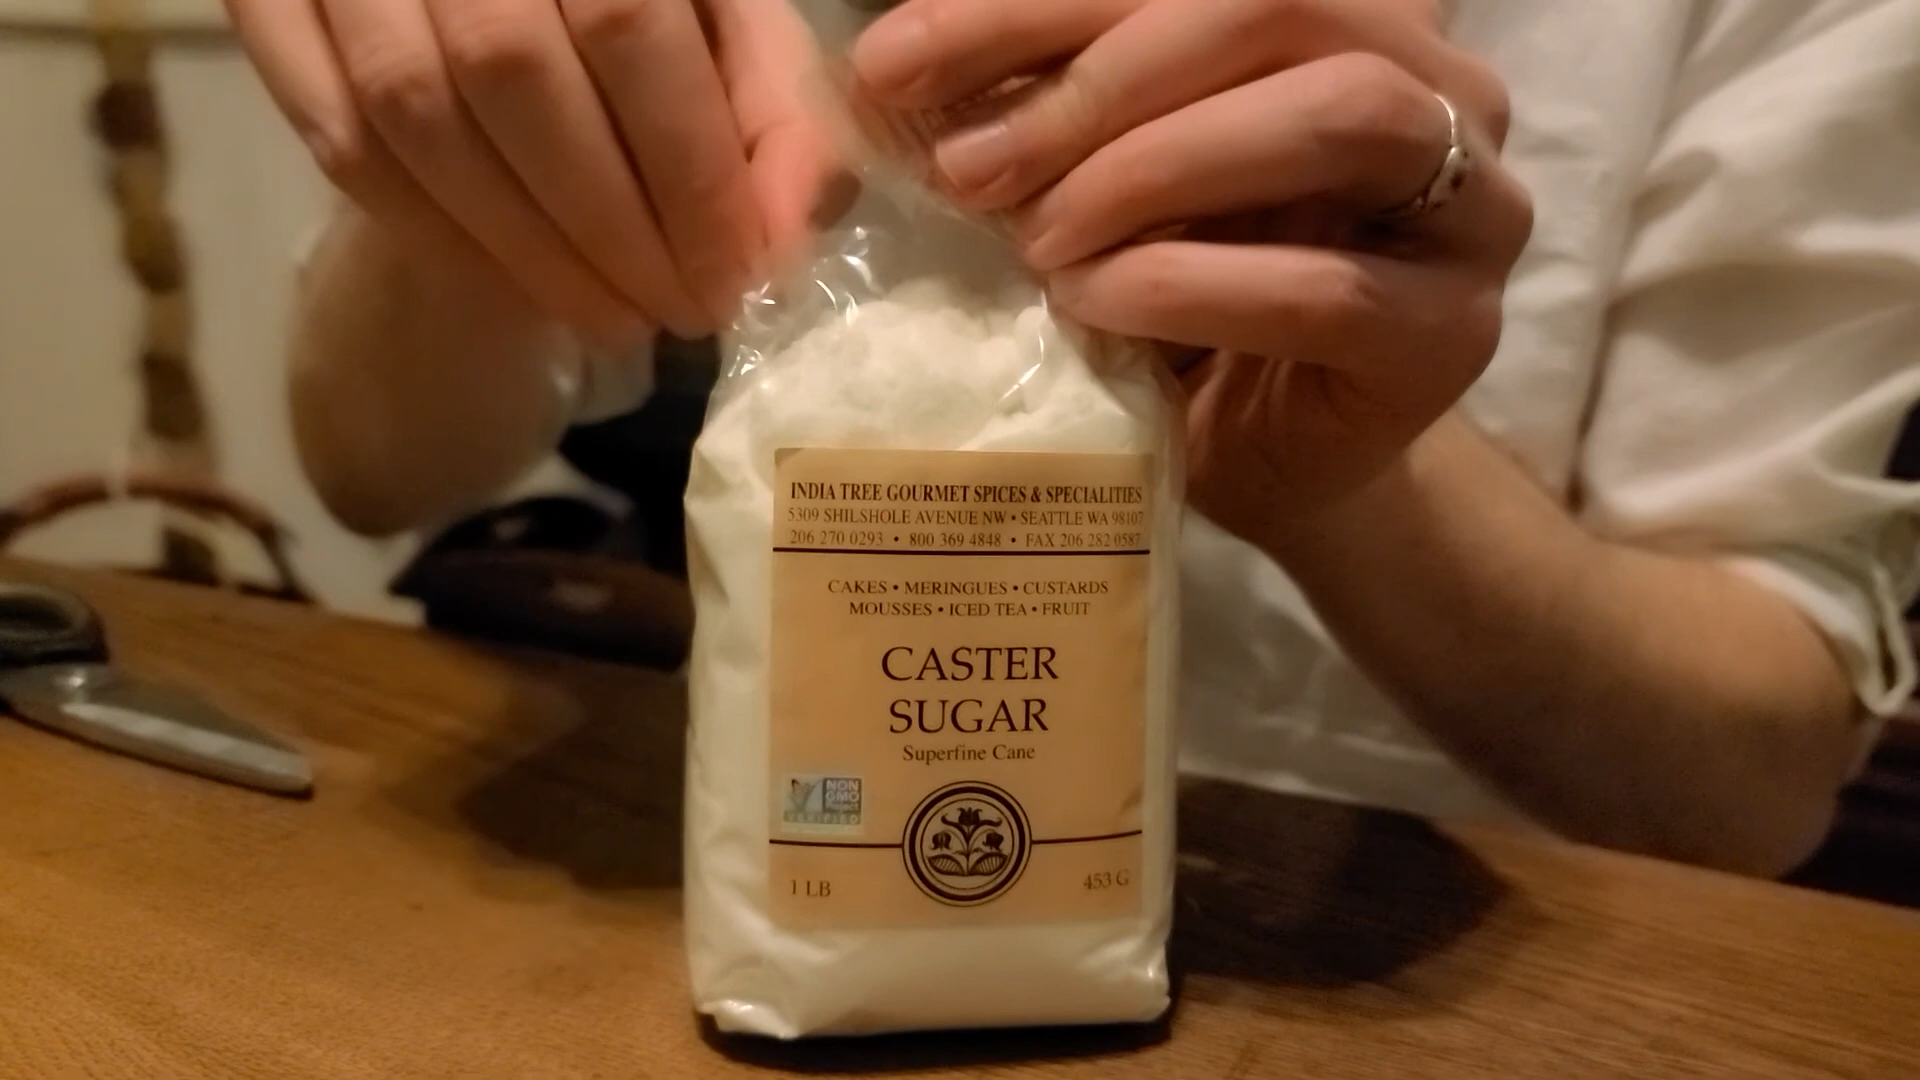 INDIA TREE GOURMET SPICES & SPECIALITIES
5309 SHILSHOLE AVENUE NW • SEATTLE WA 98107
206 270 0293 • 800 369 4848 • FAX 206 282 0587
CAKES • MERINGUES • CUSTARDS
MOUSSES • ICED TEA • FRUIT
CASTER
SUGAR
Superfine Cane
NON
GMO
Project
VERIFIED
1 LB
453 G